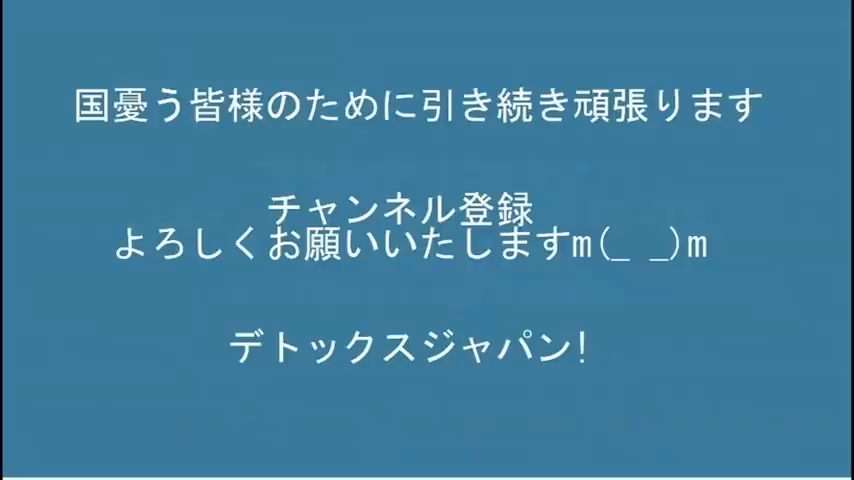 国憂う皆様のために引き続き頑張ります
チャンネル登録
よろしくお願いいたしますm(_ _)m
デトックスジャパン!